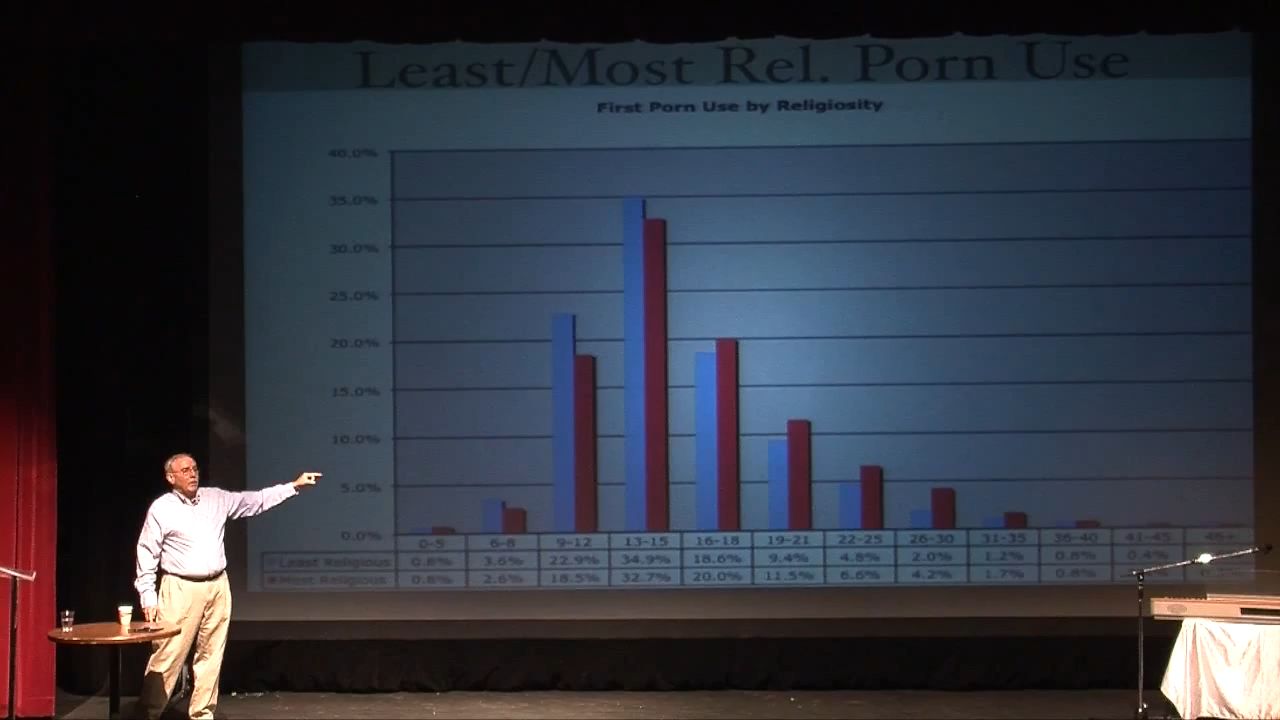 Least/Most Rel. Porn Use
First Porn Use by Religiosity
40.0%
35.0%
30.0%
25.0%
20.0%
15.0%
10.0%
5.0%
0.0%
0-5 6-8 9-12 13-15 16-18 19-21 22-25 26-30 31-35 36-40 41-45 46+
Least Religious 0.8% 3.6% 22.9% 34.9% 18.6% 9.4% 4.8% 2.0% 1.2% 0.8% 0.4%
Most Religious 0.8% 2.6% 18.5% 32.7% 20.0% 11.5% 6.6% 4.2% 1.7% 0.8%